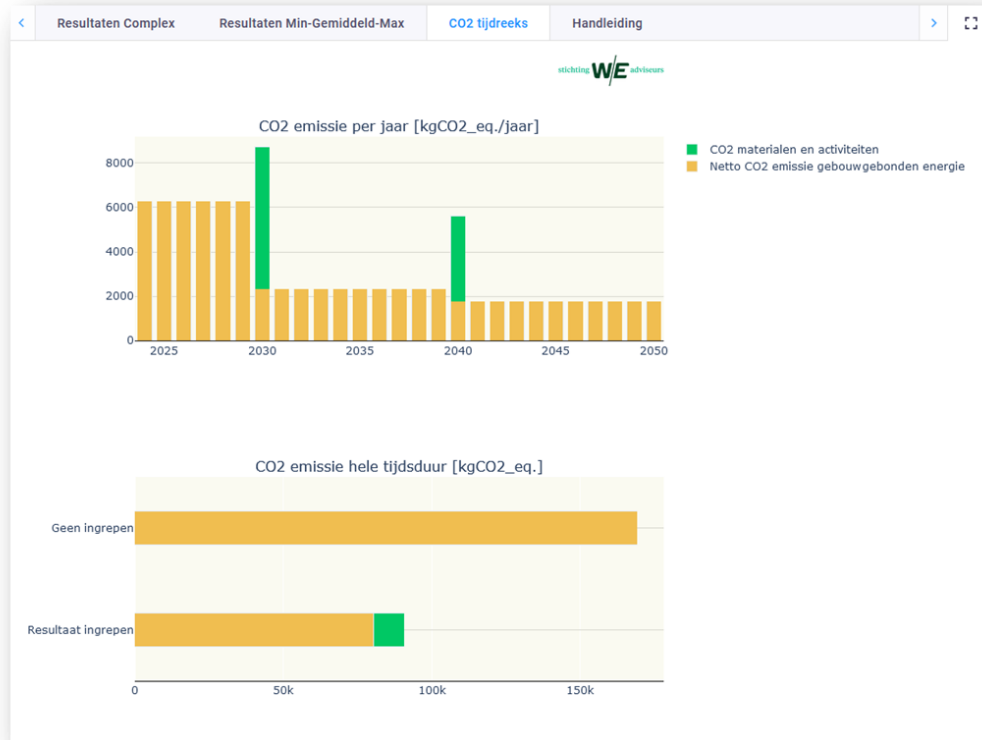 Resultaten Complex
Resultaten Min-Gemiddeld-Max
CO2 tijdreeks
Handleiding
stichting W/E adviseurs
CO2 emissie per jaar [kgCO2_eq./jaar]
CO2 materialen en activiteiten
Netto CO2 emissie gebouwgebonden energie
8000
6000
4000
2000
0
2025 2030 2035 2040 2045 2050
CO2 emissie hele tijdsduur [kgCO2_eq.]
Geen ingrepen
Resultaat ingrepen
0 50k 100k 150k